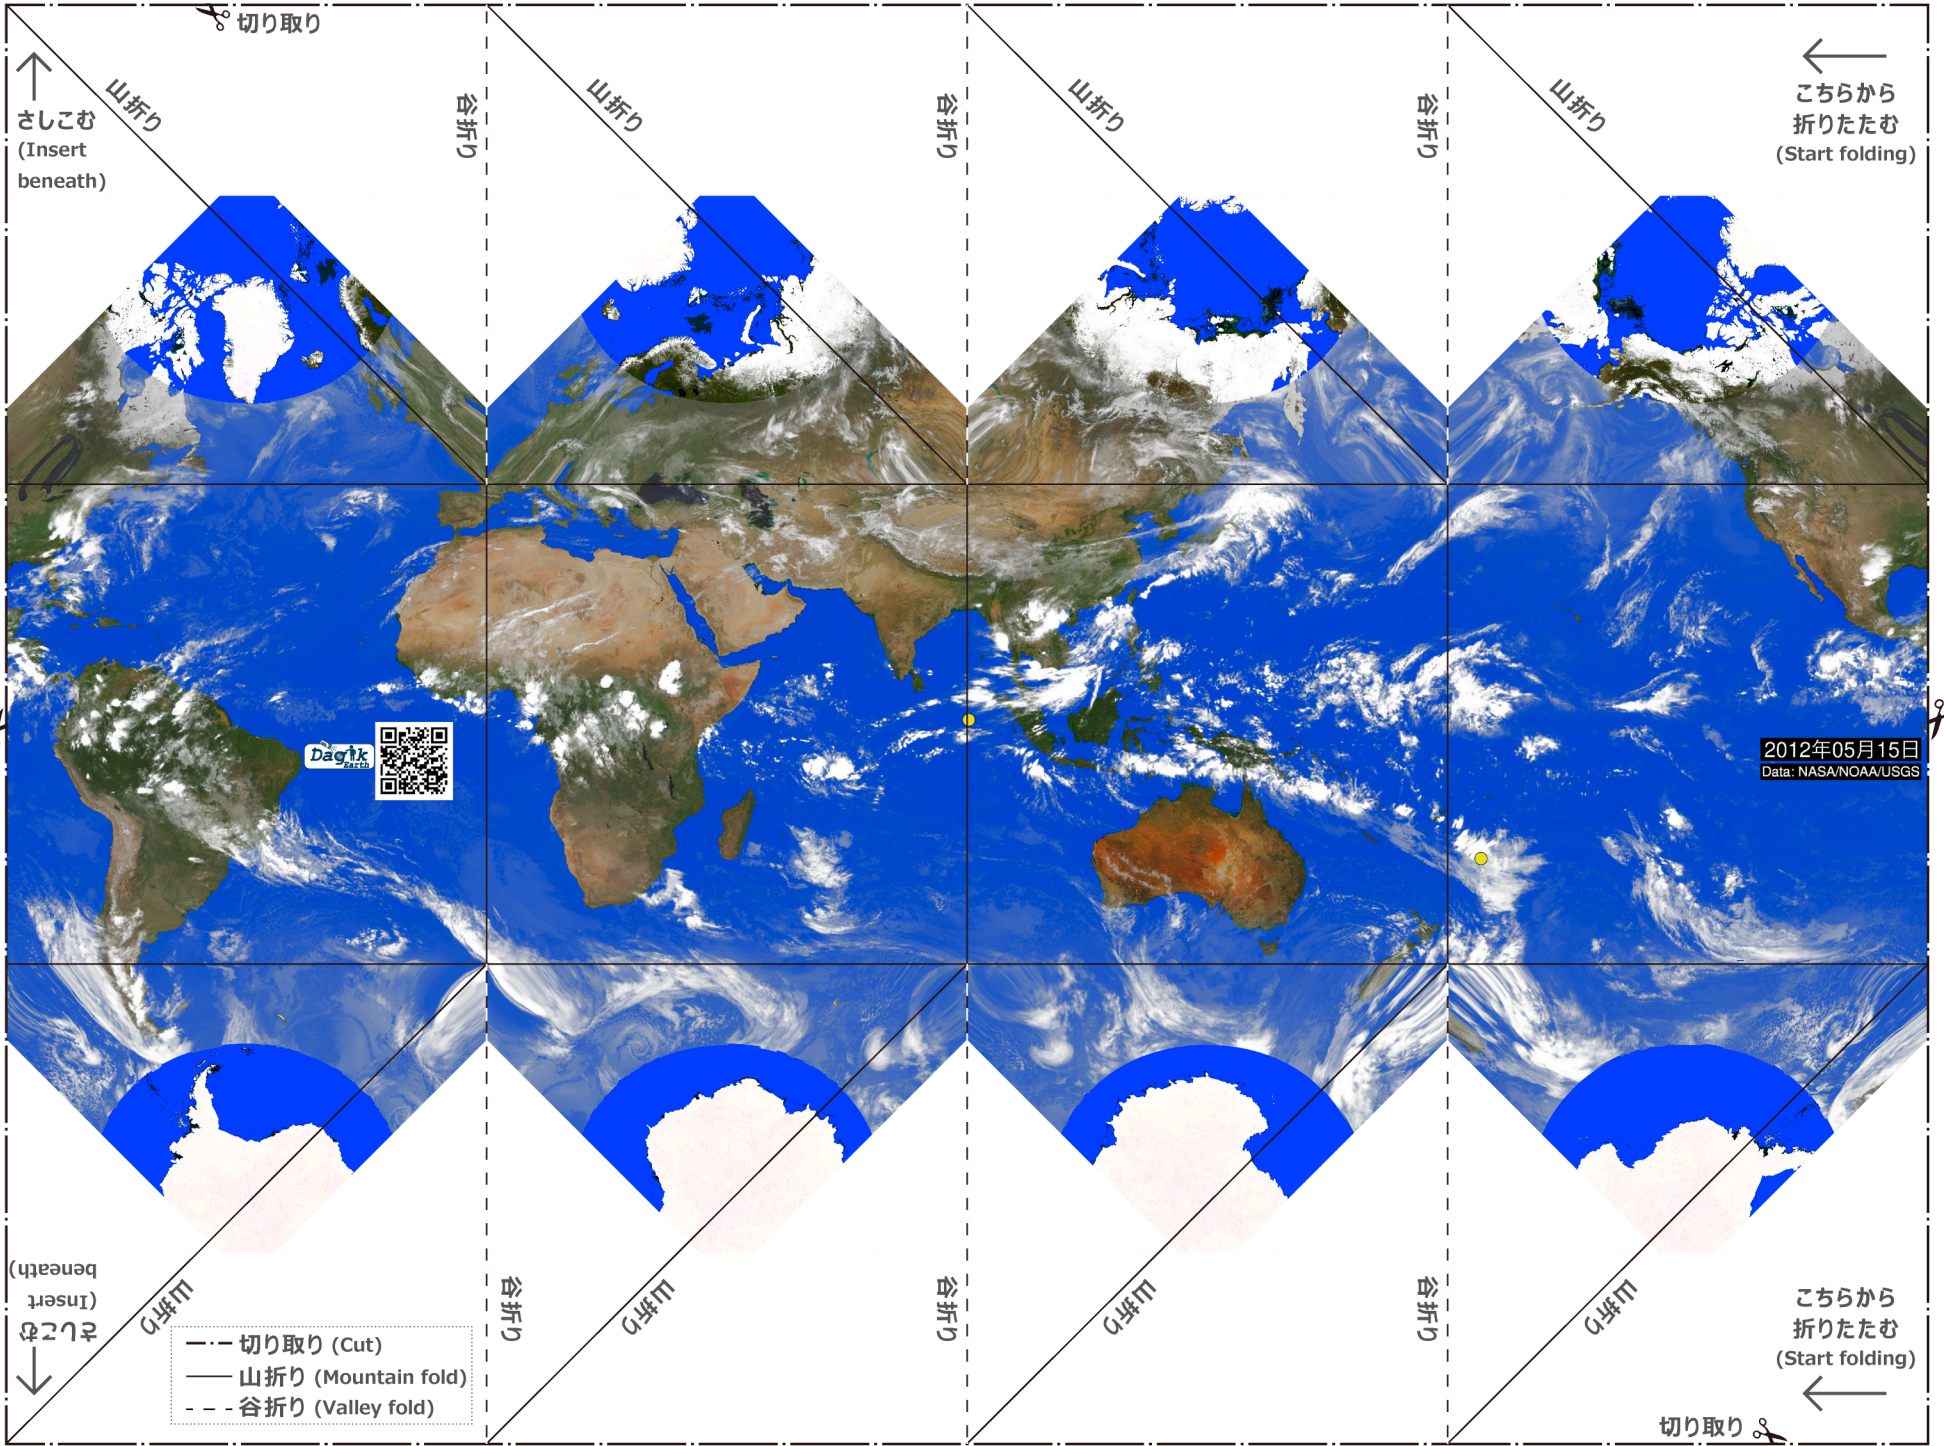 切り取り
山折り
谷折り
山折り
谷折り
山折り
谷折り
山折り
さしこむ
(Insert
beneath)
こちらから
折りたたむ
(Start folding)
Dagik
Earth
2012年05月15日
Data: NASA/NOAA/USGS
さしこむ
(Insert
beneath)
山折り
谷折り
山折り
谷折り
山折り
谷折り
山折り
こちらから
折りたたむ
(Start folding)
切り取り (Cut)
山折り (Mountain fold)
谷折り (Valley fold)
切り取り